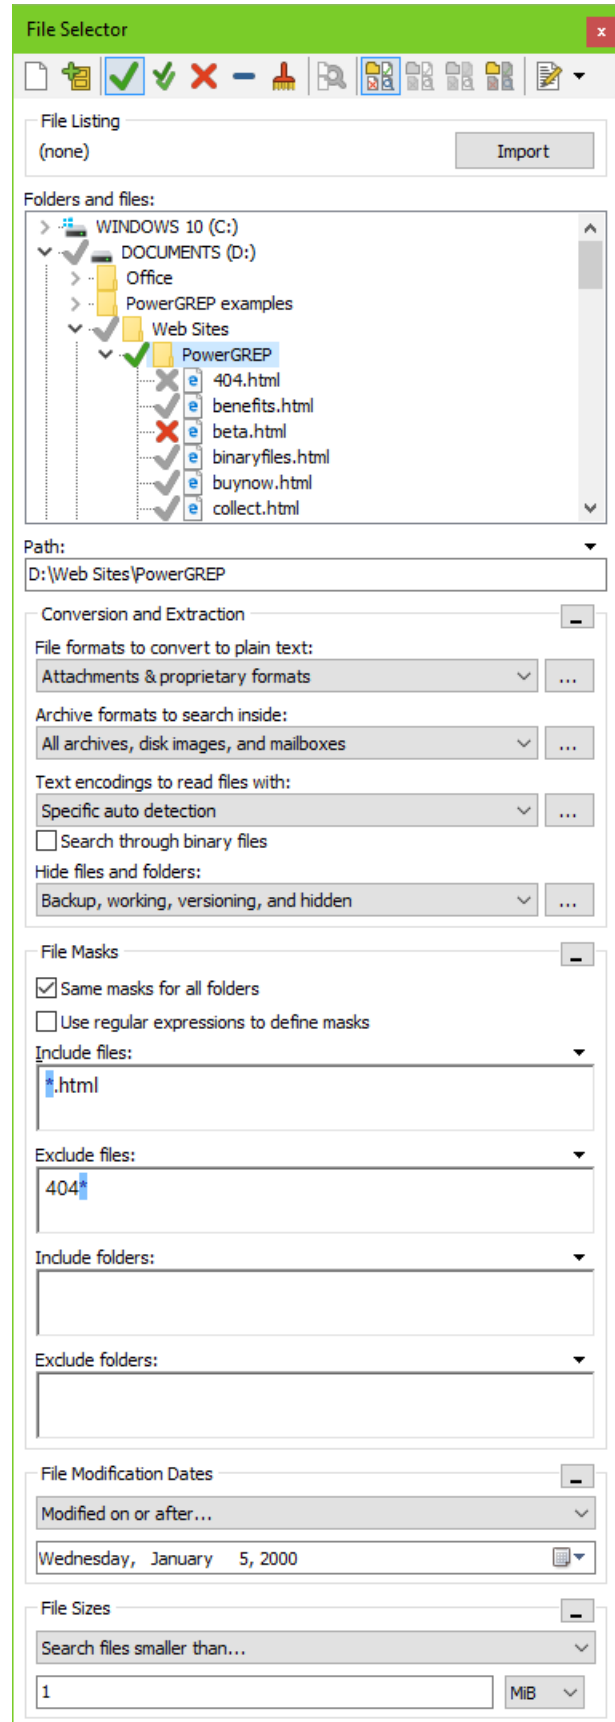 File Selector
x
File Listing
(none)
Import
Folders and files:
WINDOWS 10 (C:)
DOCUMENTS (D:)
Office
PowerGREP examples
Web Sites
PowerGREP
404.html
benefits.html
beta.html
binaryfiles.html
buynow.html
collect.html
Path:
D:\Web Sites\PowerGREP
Conversion and Extraction
File formats to convert to plain text:
Attachments & proprietary formats
...
Archive formats to search inside:
All archives, disk images, and mailboxes
...
Text encodings to read files with:
Specific auto detection
...
Search through binary files
Hide files and folders:
Backup, working, versioning, and hidden
...
File Masks
Same masks for all folders
Use regular expressions to define masks
Include files:
*.html
Exclude files:
404*
Include folders:
Exclude folders:
File Modification Dates
Modified on or after...
Wednesday, January 5, 2000
File Sizes
Search files smaller than...
1
MiB